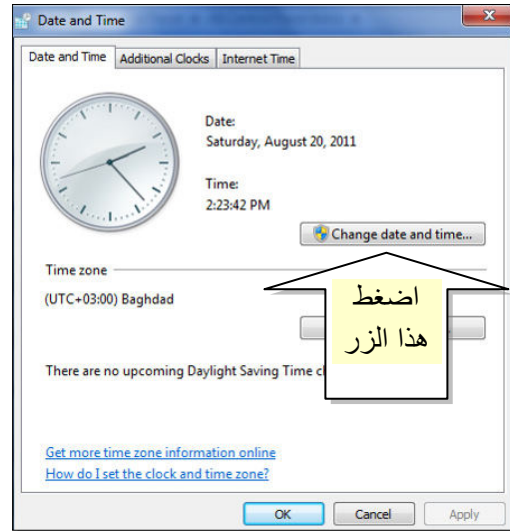 Date and Time
Date and Time Additional Clocks Internet Time
Date:
Saturday, August 20, 2011
Time:
2:23:42 PM
Change date and time...
Time zone
(UTC+03:00) Baghdad
اضغط
هذا الزر
There are no upcoming Daylight Saving Time
Get more time zone information online
How do I set the clock and time zone?
OK Cancel Apply